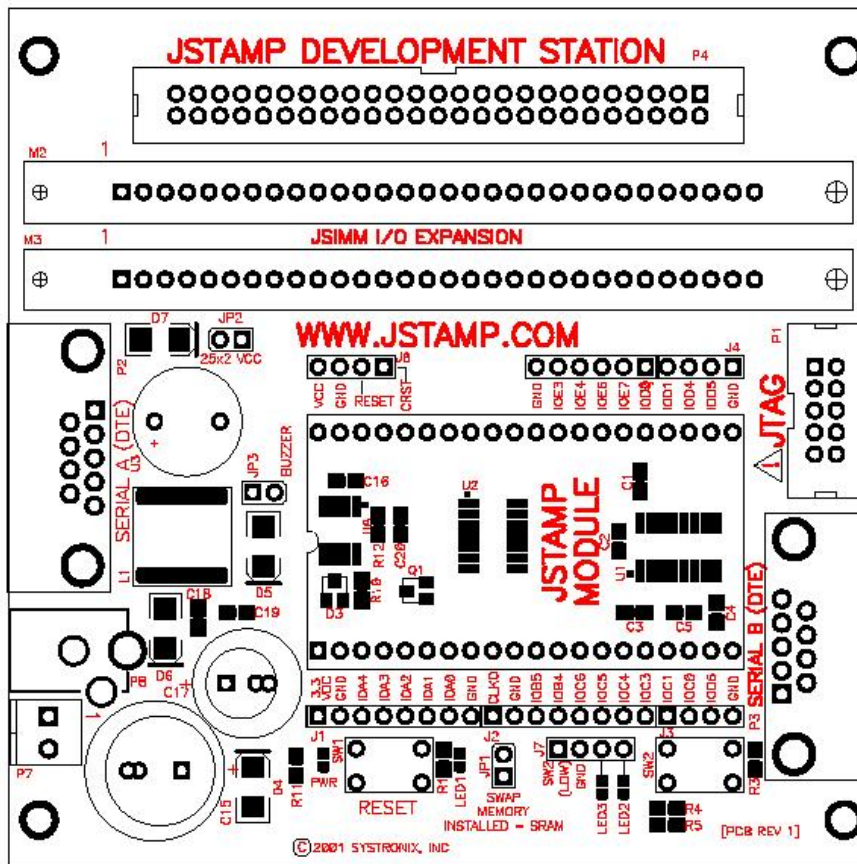 JSTAMP DEVELOPMENT STATION
P4
M2
1
M3
1
JSIMM I/O EXPANSION
D7
JP2
25x2 VCC
WWW.JSTAMP.COM
P2
J6
VCC
GND
RESET
CRST
J4
GND
IOE3
IOE4
IOE6
IOE7
IOD0
IOD1
IOD4
IOD5
GND
P1
JTAG
SERIAL A (DTE)
U3
+
JP3
BUZZER
L1
D5
C16
U6
R12
C20
U2
JSTAMP
MODULE
C1
C2
U1
D3
R10
Q1
C3
C5
C4
SERIAL B (DTE)
C18
C19
D6
P8
C17
+
3.3
VCC
GND
IOA4
IOA3
IOA2
IOA1
IOA0
GND
CLKO
GND
IOB5
IOB4
IOC6
IOC5
IOC4
IOC3
IOC1
IOC0
IOD6
GND
P3
1
P7
J1
SW1
J2
J7
J3
SW2
+
D4
C15
R11
PWR
RESET
R1
LED1
JP1
SWAP
MEMORY
INSTALLED = SRAM
SW2
(LOW)
GND
LED3
LED2
R3
R4
R5
[PCB REV 1]
© 2001 SYSTRONIX, INC